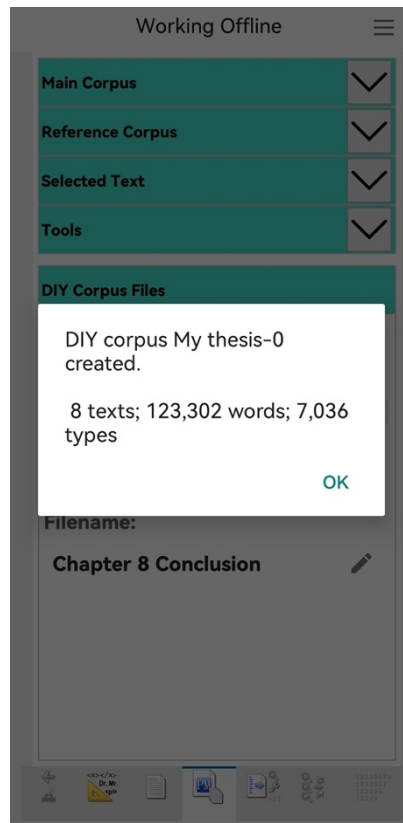 Working Offline
Main Corpus
Reference Corpus
Selected Text
Tools
DIY Corpus Files
DIY corpus My thesis-0
created.
8 texts; 123,302 words; 7,036
types
OK
Filename:
Chapter 8 Conclusion